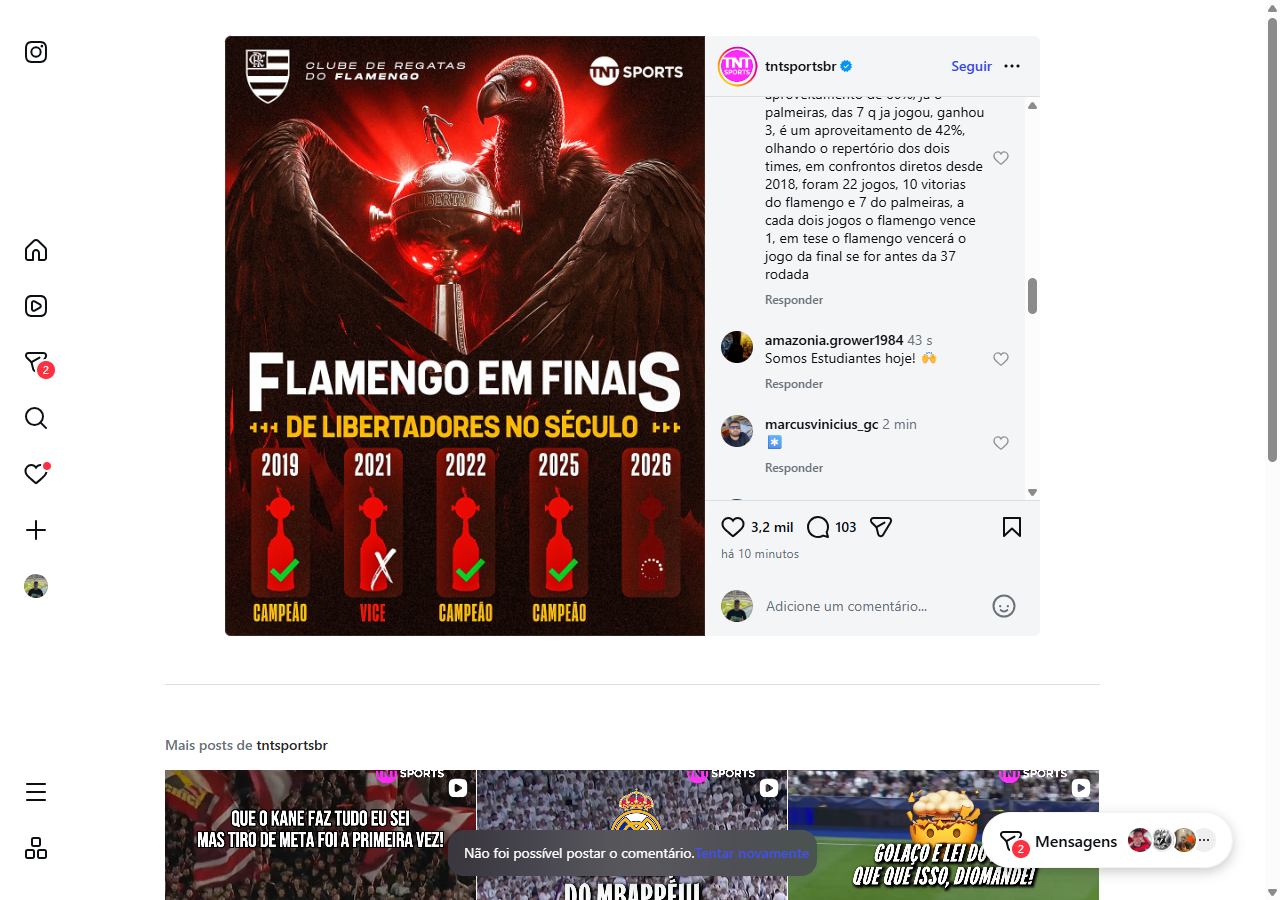 CLUBE DE REGATAS
DO FLAMENGO
TNT SPORTS
LIBERTADO
FLAMENGO EM FINAIS
DE LIBERTADORES NO SÉCULO
2019
2021
2022
2025
2026
CAMPEÃO
VICE
CAMPEÃO
CAMPEÃO
TNT
SPORTS
tntsportsbr
Seguir
palmeiras, das 7 q ja jogou, ganhou
3, é um aproveitamento de 42%,
olhando o repertório dos dois
times, em confrontos diretos desde
2018, foram 22 jogos, 10 vitorias
do flamengo e 7 do palmeiras, a
cada dois jogos o flamengo vence
1, em tese o flamengo vencerá o
jogo da final se for antes da 37
rodada
Responder
amazonia.grower1984 43 s
Somos Estudiantes hoje! 🙌
Responder
marcusvinicius_gc 2 min
Responder
3,2 mil
103
há 10 minutos
Adicione um comentário...
2
Mais posts de tntsportsbr
TNT SPORTS
QUE O KANE FAZ TUDO EU SEI
MAS TIRO DE META FOI A PRIMEIRA VEZ!
TNT SPORTS
DO MBAPPÉ!!!
TNT SPORTS
GOLAÇO E LEI DO
QUE QUE ISSO, DIOMANDE!
Não foi possível postar o comentário. Tentar novamente
2
Mensagens